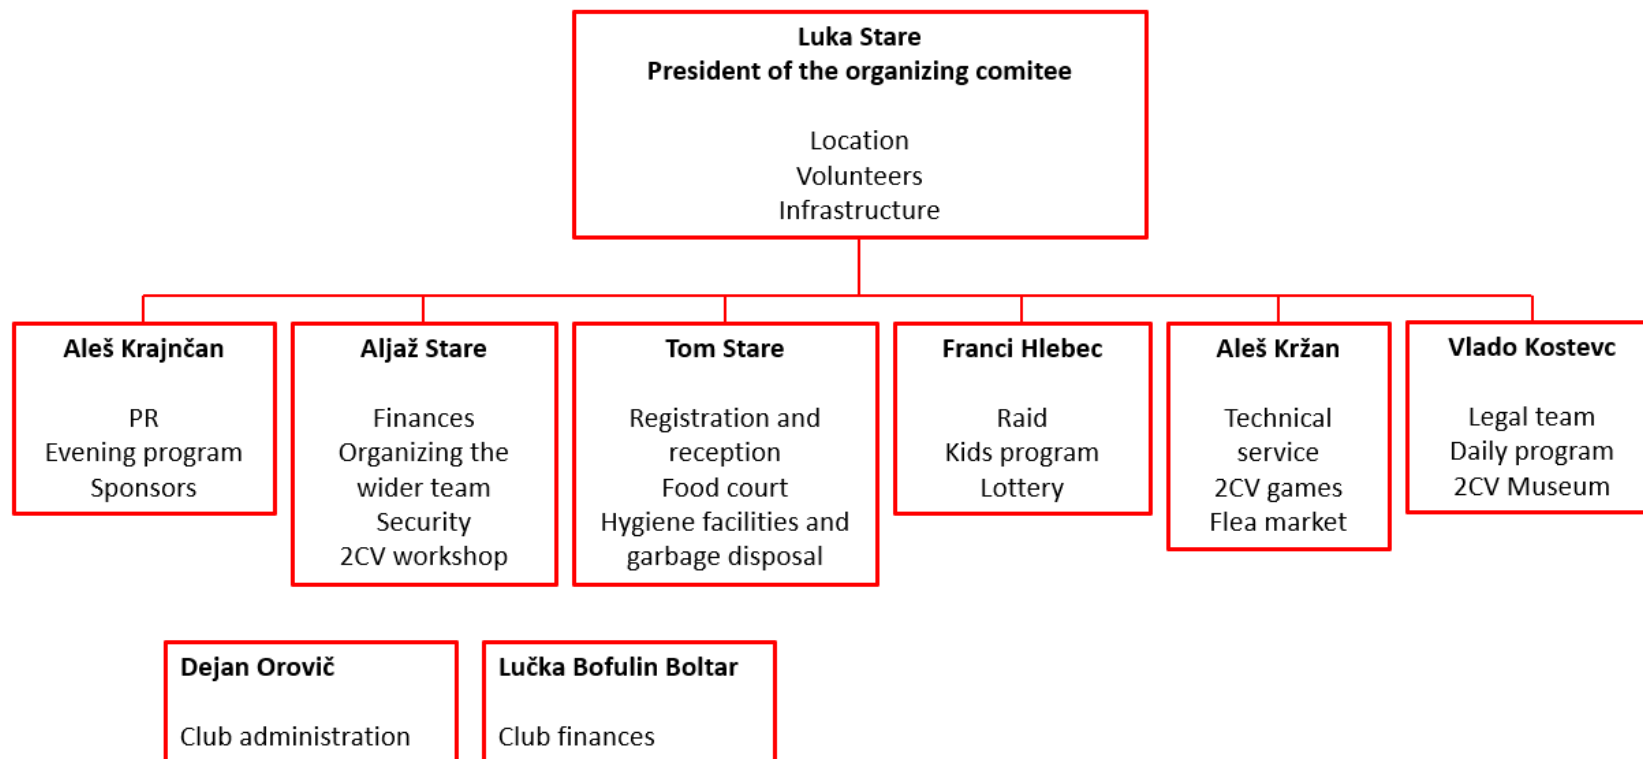 Luka Stare
President of the organizing comitee
Location
Volunteers
Infrastructure
Aleš Krajnčan
PR
Evening program
Sponsors
Aljaž Stare
Finances
Organizing the
wider team
Security
2CV workshop
Tom Stare
Registration and
reception
Food court
Hygiene facilities and
garbage disposal
Franci Hlebec
Raid
Kids program
Lottery
Aleš Kržan
Technical
service
2CV games
Flea market
Vlado Kostevc
Legal team
Daily program
2CV Museum
Dejan Orovič
Club administration
Lučka Bofulin Boltar
Club finances